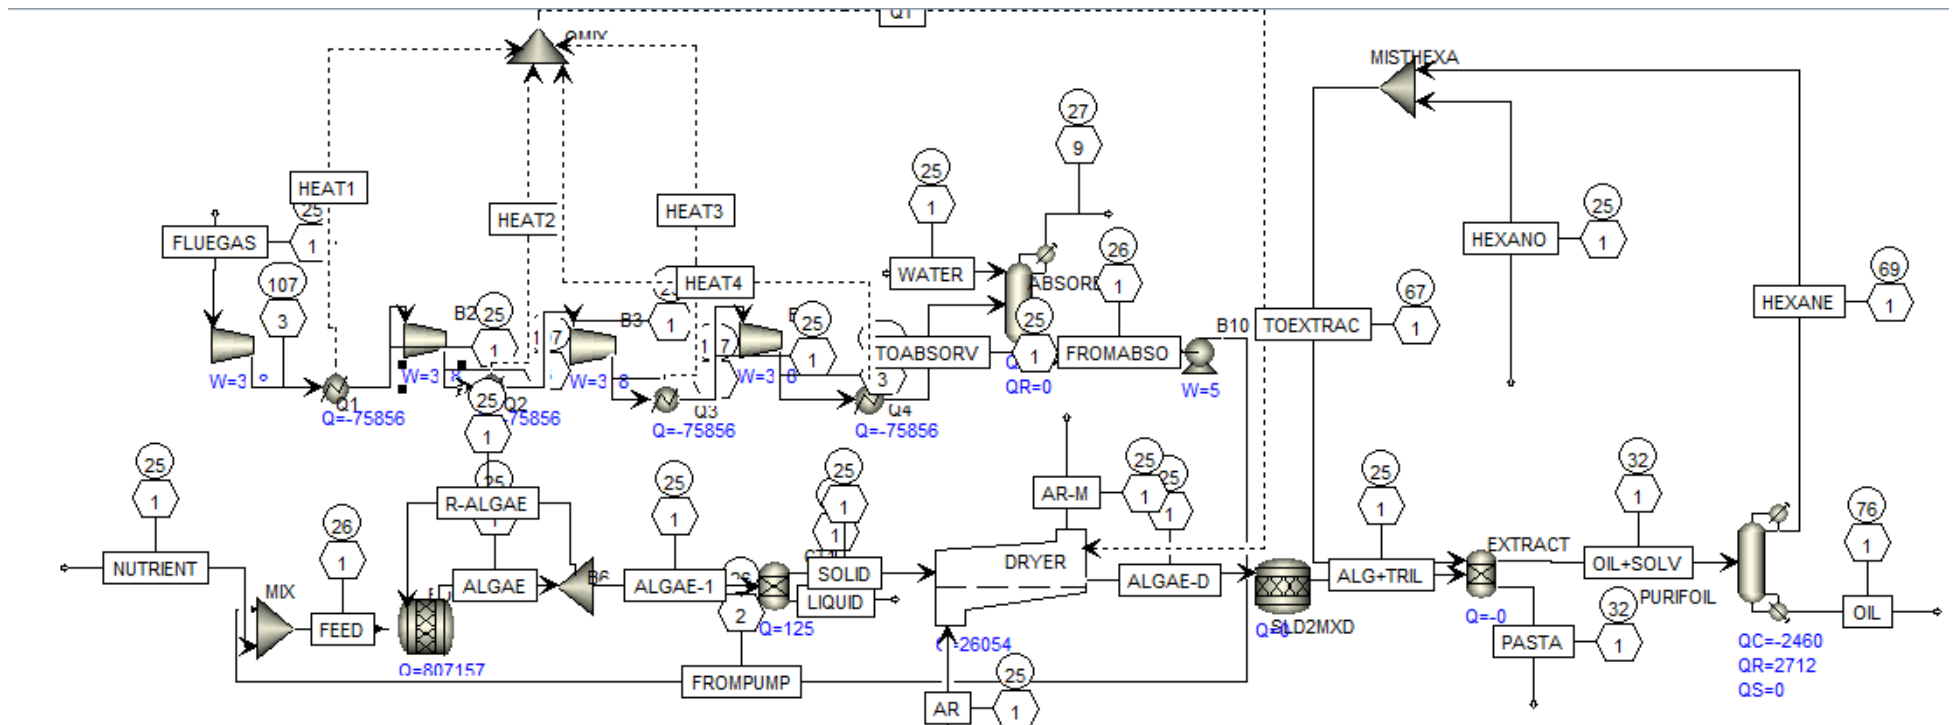 Q1
QMIX
MISTHEXA
27
9
HEAT1
25
1
HEAT2
HEAT3
25
1
FLUEGAS
25
1
HEXANO
25
1
107
3
HEAT4
WATER
26
1
ABSORB
HEXANE
69
1
B2
25
1
B3
1
25
1
TOABSORV
25
1
FROMABSO
B10
TOEXTRAC
67
1
W=3
W=3 8
W=3 8
W=3 8
3
QR=0
W=5
Q1
Q=-75856
Q2
-75856
Q3
Q=-75856
Q4
Q=-75856
25
1
25
1
25
1
25
1
25
1
25
1
25
1
32
1
76
1
NUTRIENT
26
1
R-ALGAE
AR-M
DRYER
EXTRACT
OIL+SOLV
MIX
FEED
ALGAE
B6
ALGAE-1
SOLID
LIQUID
ALGAE-D
ALG+TRIL
PURIFOIL
OIL
2
Q=125
Q=807157
=26054
Q=0
SLD2MXD
Q=-0
PASTA
32
1
QC=-2460
QR=2712
QS=0
FROMPUMP
AR
25
1